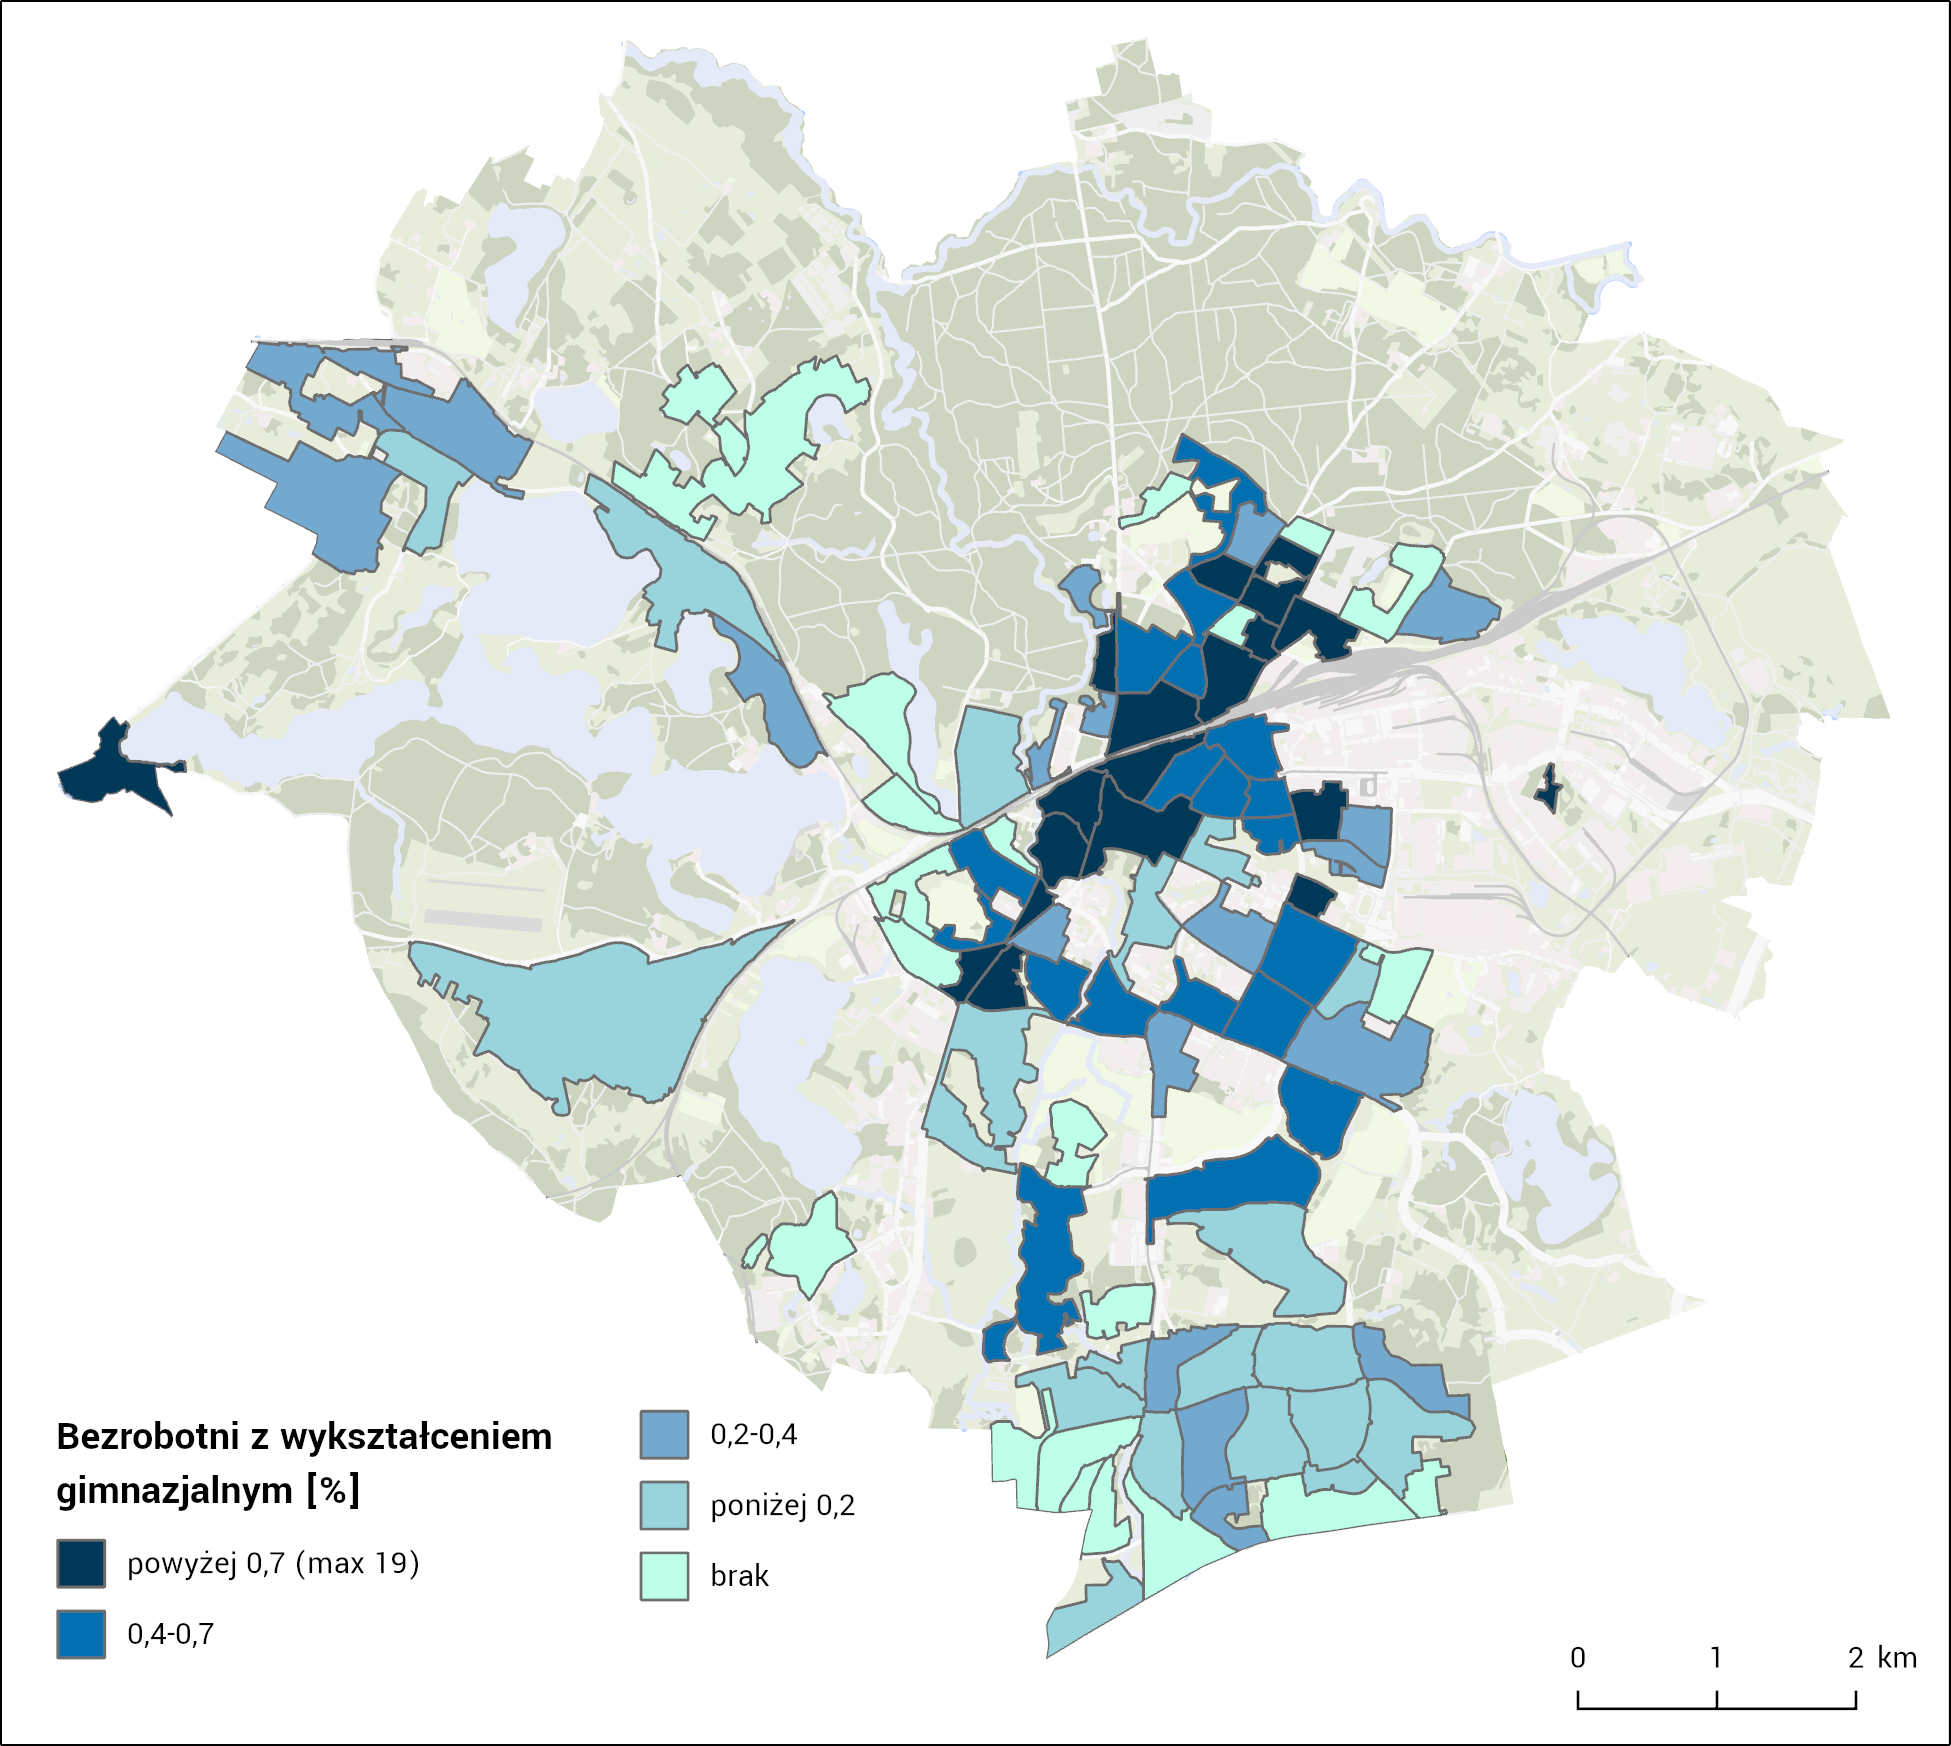 Bezrobotni z wykształceniem
gimnazjalnym [%]
powyżej 0,7 (max 19)
0,4-0,7
0,2-0,4
poniżej 0,2
brak
0 1 2 km